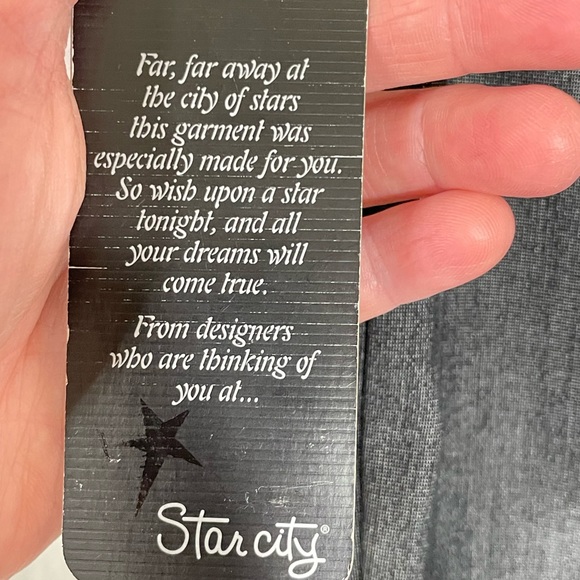 Far, far away at
the city of stars
this garment was
especially made for you.
So wish upon a star
tonight, and all
your dreams will
come true.
From designers
who are thinking of
you at...
Star city®